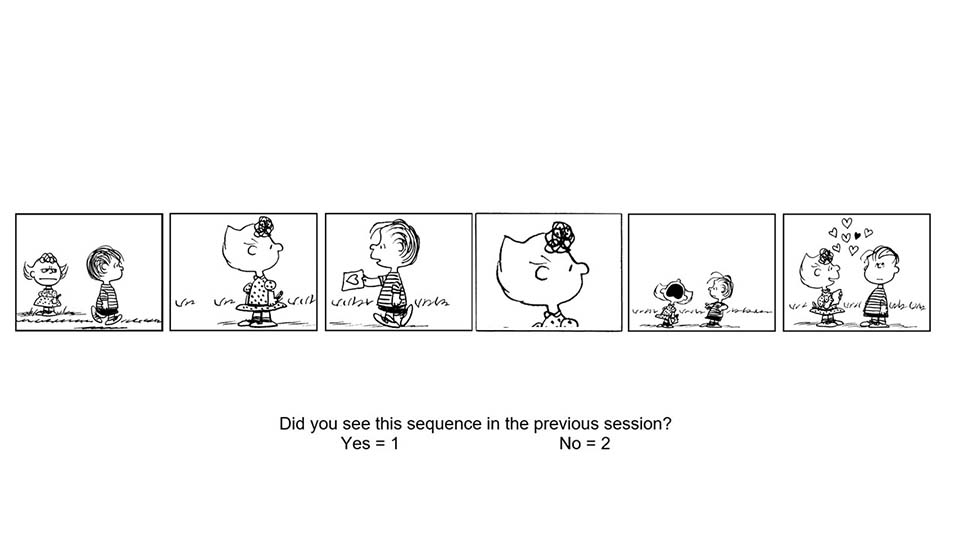 Did you see this sequence in the previous session?
Yes = 1 No = 2